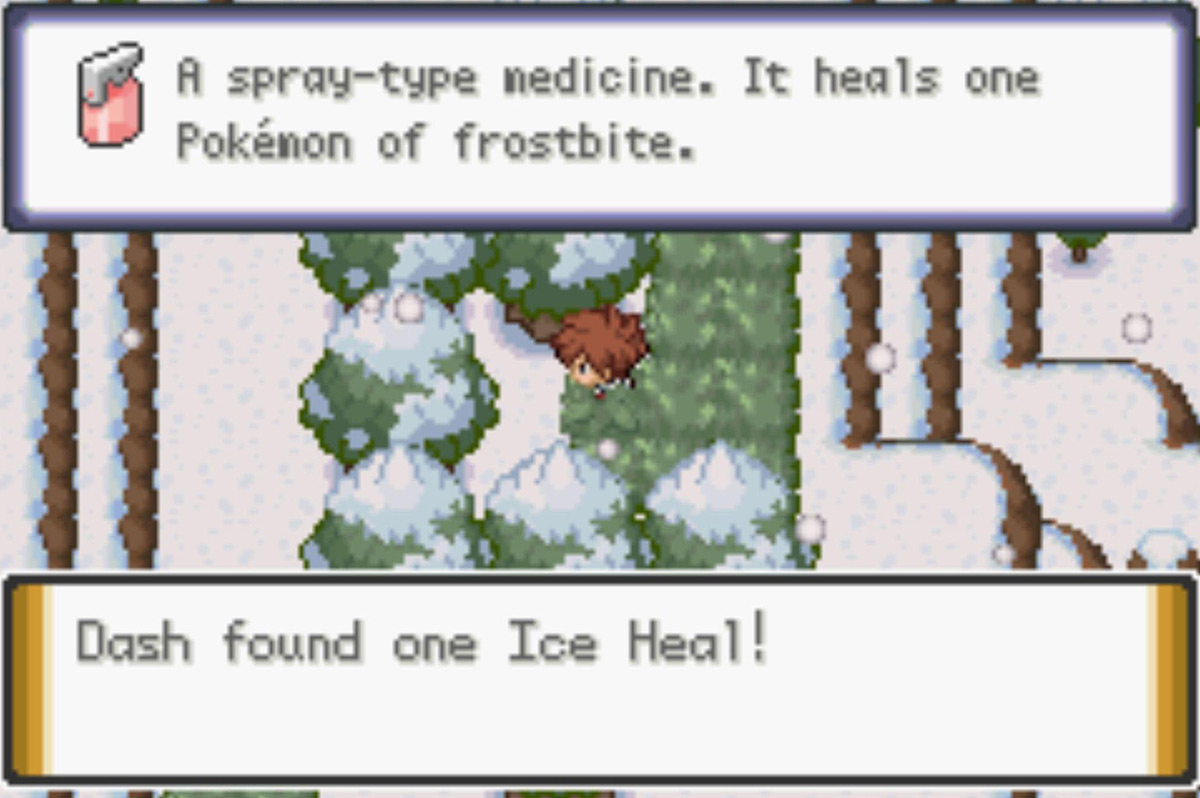 A spray-type medicine. It heals one
Pokémon of frostbite.
Dash found one Ice Heal!